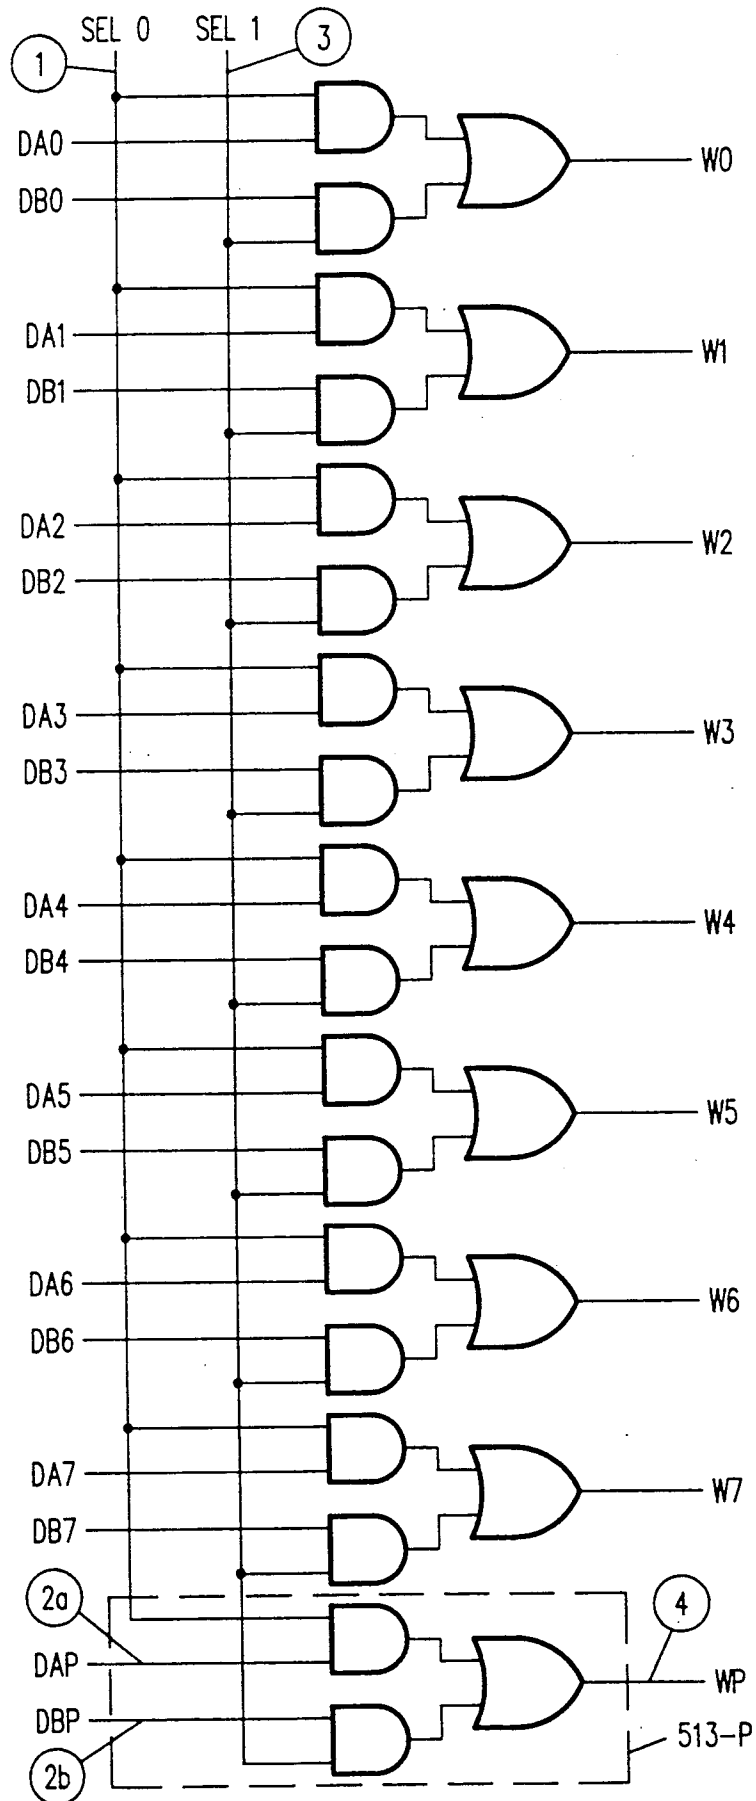 SEL 0 SEL 1
1 3
DA0
W0
DB0
DA1
W1
DB1
DA2
W2
DB2
DA3
W3
DB3
DA4
W4
DB4
DA5
W5
DB5
DA6
W6
DB6
DA7
W7
DB7
2a 4
DAP
WP
DBP
513-P
2b